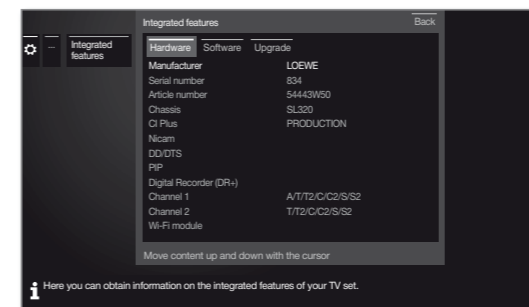 Integrated features
Back
–
Integrated
features
Hardware Software Upgrade
Manufacturer LOEWE
Serial number 834
Article number 54443W50
Chassis SL320
CI Plus PRODUCTION
Nicam
DD/DTS
PIP
Digital Recorder (DR+)
Channel 1 A/T/T2/C/C2/S/S2
Channel 2 T/T2/C/C2/S/S2
Wi-Fi module
Move content up and down with the cursor
Here you can obtain information on the integrated features of your TV set.